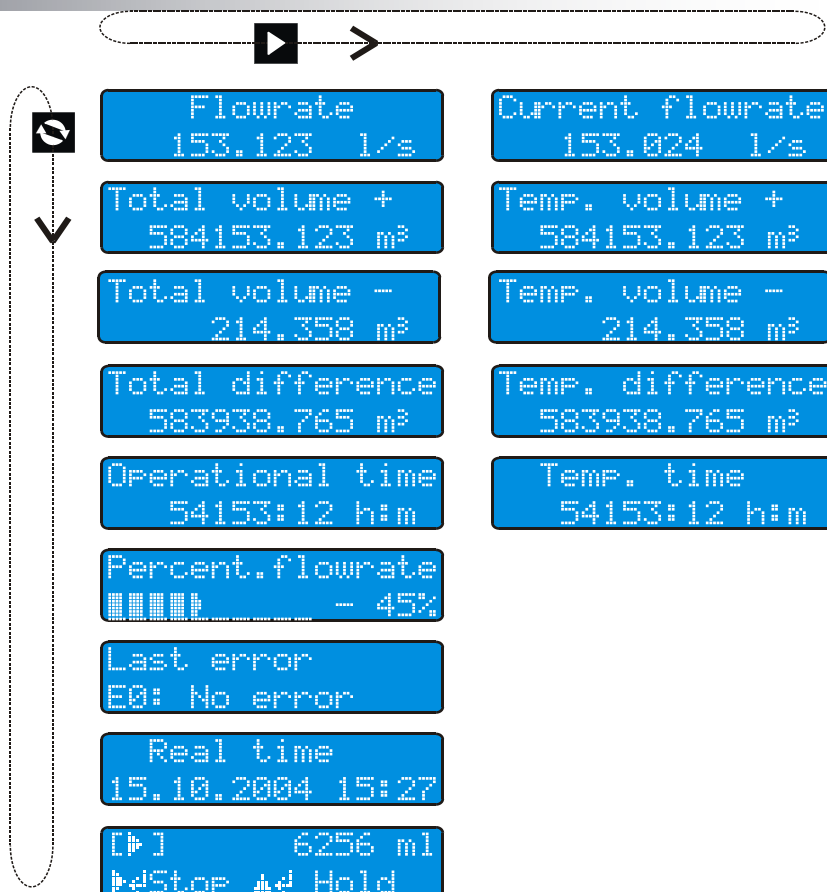 Flowrate
153.123 l/s
Current flowrate
153.024 l/s
Total volume +
584153.123 m³
Temp. volume +
584153.123 m³
Total volume -
214.358 m³
Temp. volume -
214.358 m³
Total difference
583938.765 m³
Temp. difference
583938.765 m³
Operational time
54153:12 h:m
Temp. time
54153:12 h:m
Percent.flowrate
- 45%
Last error
E0: No error
Real time
15.10.2004 15:27
[▶] 6256 ml
▶↵Stop ▲↵ Hold